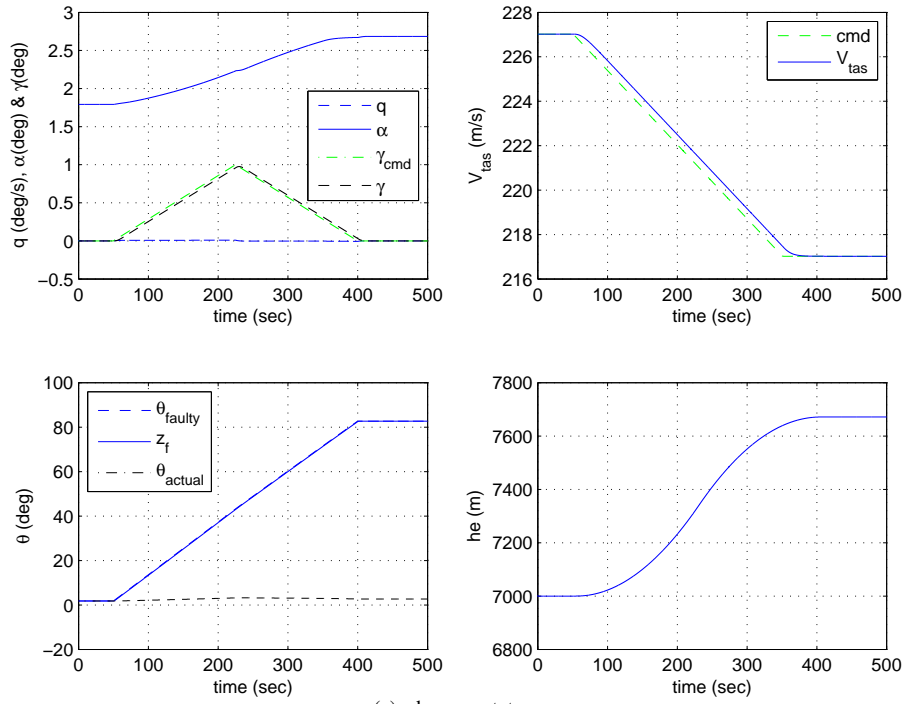 3
2.5
2
1.5
1
0.5
0
−0.5
0 100 200 300 400 500
time (sec)
q (deg/s), α(deg) & γ(deg)
q
α
γcmd
γ
228
226
224
222
220
218
216
0 100 200 300 400 500
time (sec)
Vtas (m/s)
cmd
Vtas
100
80
60
40
20
0
−20
0 100 200 300 400 500
time (sec)
θ (deg)
θfaulty
zf
θactual
7800
7600
7400
7200
7000
6800
0 100 200 300 400 500
time (sec)
he (m)